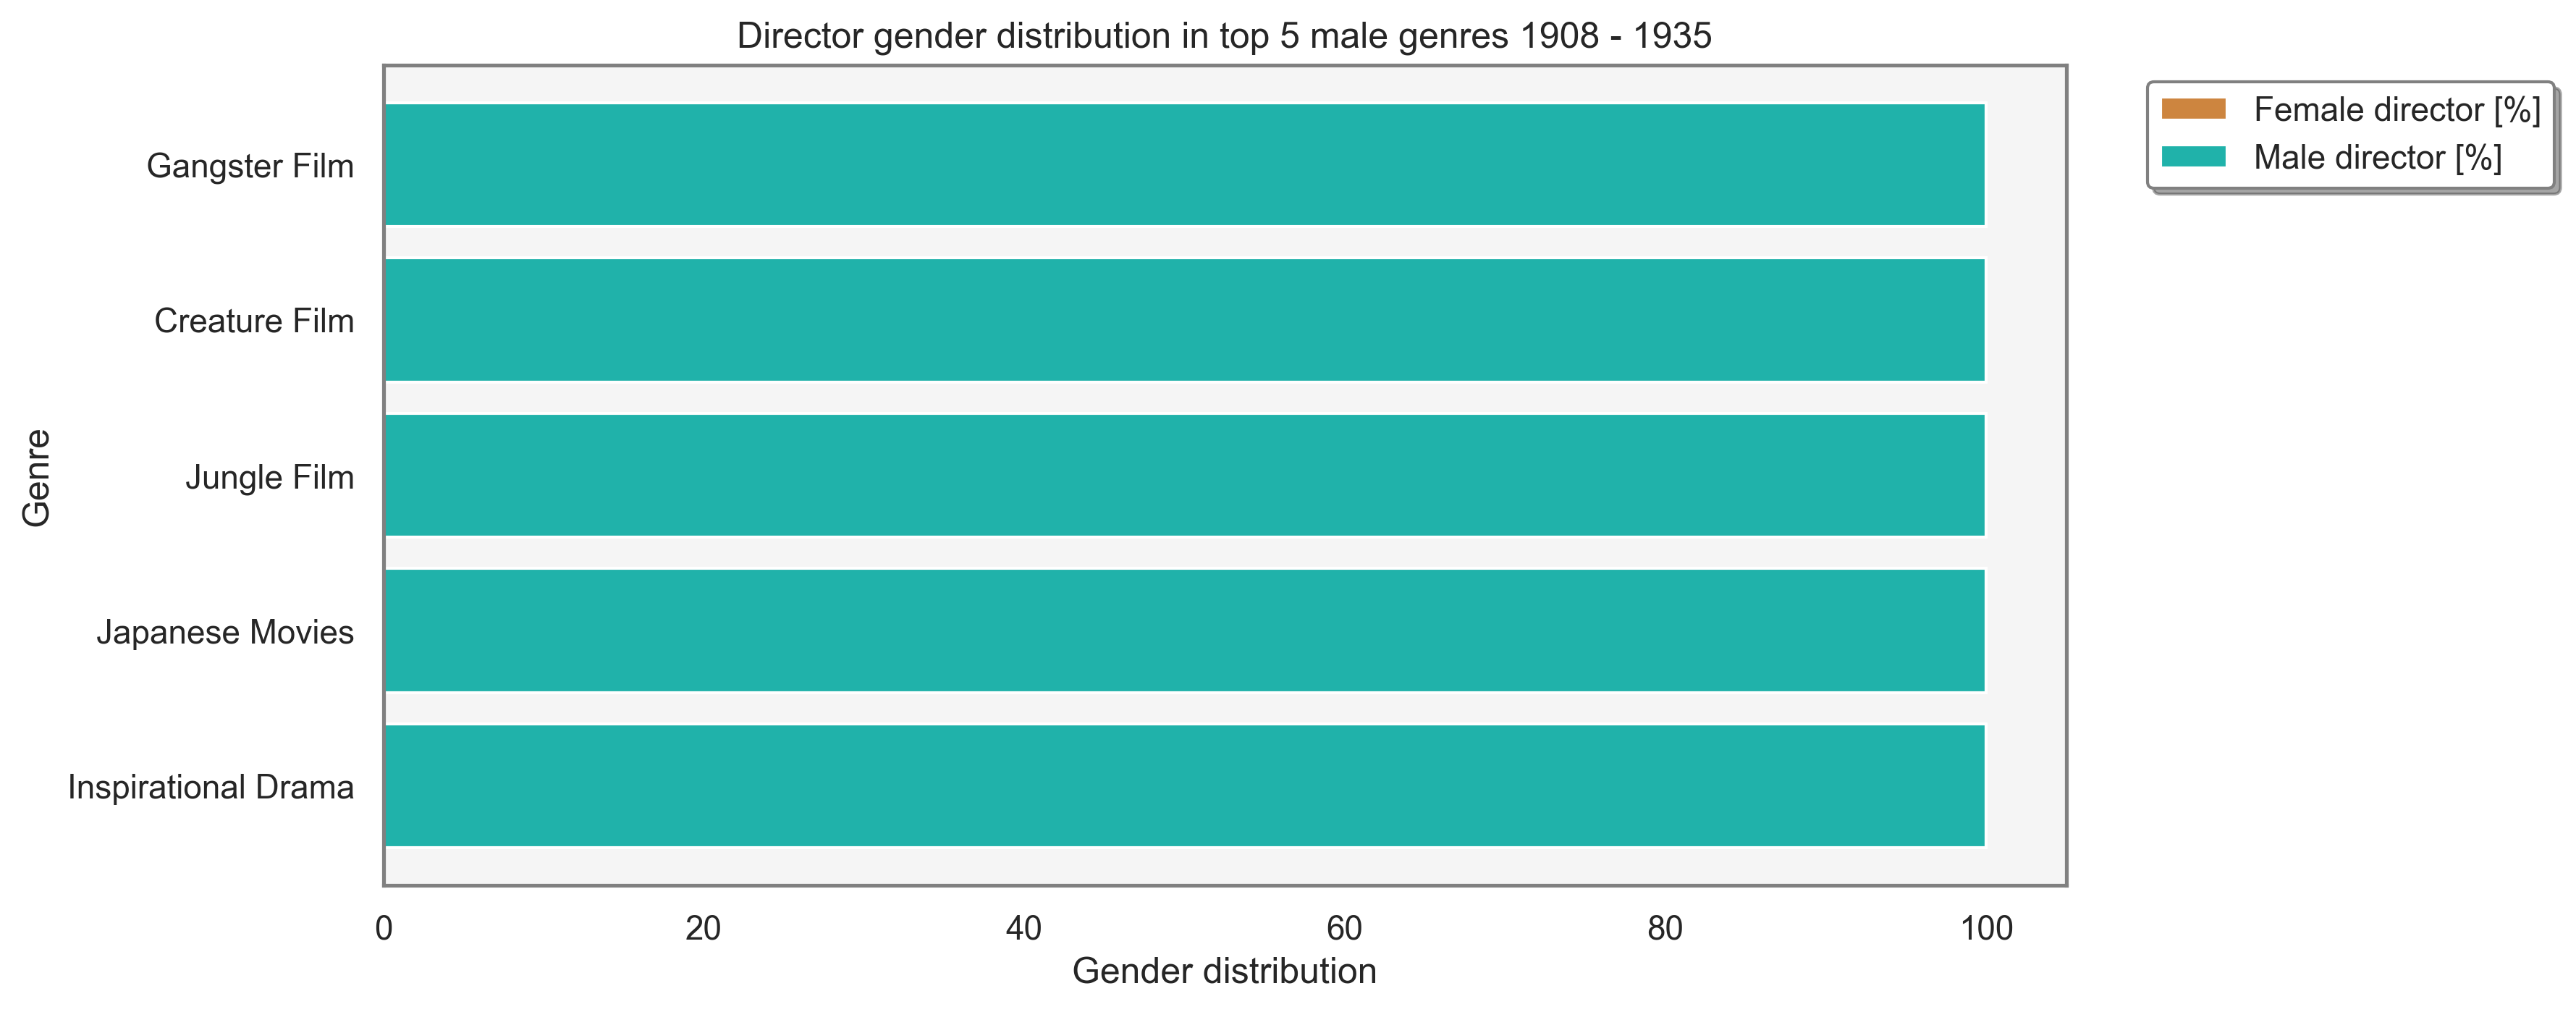 Director gender distribution in top 5 male genres 1908 - 1935
Female director [%]
Male director [%]
Genre
Gangster Film
Creature Film
Jungle Film
Japanese Movies
Inspirational Drama
0 20 40 60 80 100
Gender distribution